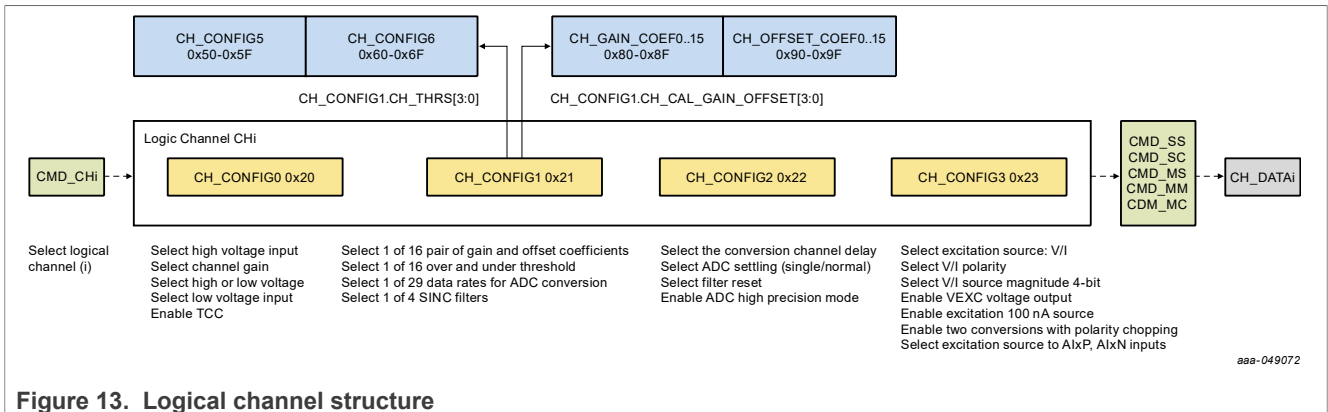 CH_CONFIG5
0x50-0x5F
CH_CONFIG6
0x60-0x6F
CH_GAIN_COEF0..15
0x80-0x8F
CH_OFFSET_COEF0..15
0x90-0x9F
CH_CONFIG1.CH_THRS[3:0]
CH_CONFIG1.CH_CAL_GAIN_OFFSET[3:0]
Logic Channel CHi
CMD_CHi
CH_CONFIG0 0x20
CH_CONFIG1 0x21
CH_CONFIG2 0x22
CH_CONFIG3 0x23
CMD_SS
CMD_SC
CMD_MS
CMD_MM
CDM_MC
CH_DATAi
Select logical
channel (i)
Select high voltage input
Select channel gain
Select high or low voltage
Select low voltage input
Enable TCC
Select 1 of 16 pair of gain and offset coefficients
Select 1 of 16 over and under threshold
Select 1 of 29 data rates for ADC conversion
Select 1 of 4 SINC filters
Select the conversion channel delay
Select ADC settling (single/normal)
Select filter reset
Enable ADC high precision mode
Select excitation source: V/I
Select V/I polarity
Select V/I source magnitude 4-bit
Enable VEXC voltage output
Enable excitation 100 nA source
Enable two conversions with polarity chopping
Select excitation source to AIxP, AIxN inputs
aaa-049072
Figure 13. Logical channel structure